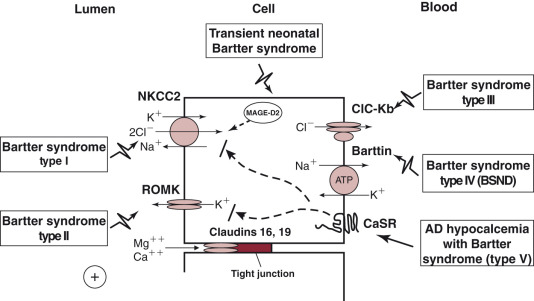 Lumen
Cell
Blood
Transient neonatal
Bartter syndrome
NKCC2
K+
2Cl−
Na+
MAGE-D2
ClC-Kb
Cl−
Bartter syndrome
type III
Bartter syndrome
type I
Barttin
Na+
ATP
K+
Bartter syndrome
type IV (BSND)
ROMK
K+
Bartter syndrome
type II
Claudins 16, 19
CaSR
AD hypocalcemia
with Bartter
syndrome (type V)
Mg++
Ca++
+
Tight junction